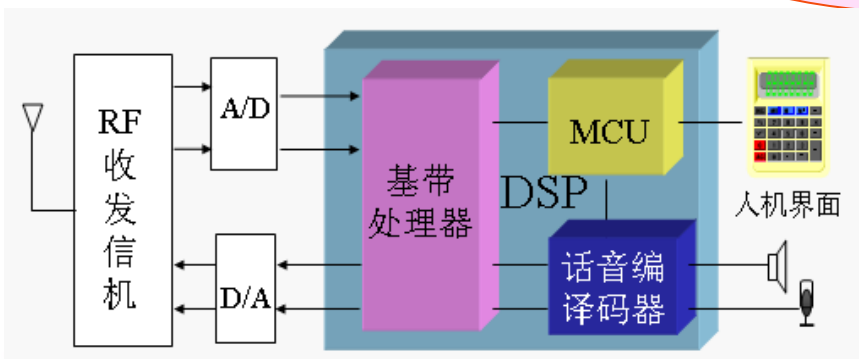 RF
收
发
信
机
A/D
D/A
基带
处理器
DSP
MCU
话音编
译码器
人机界面